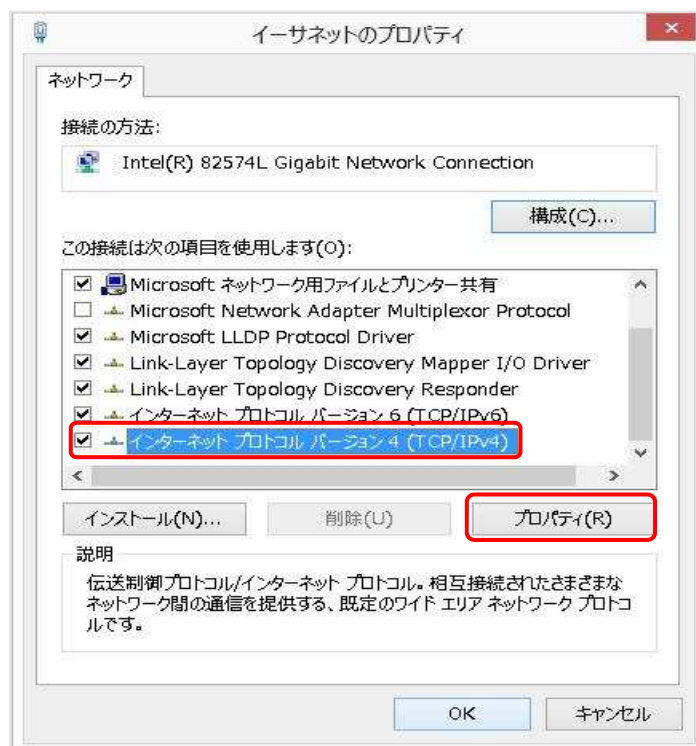 イーサネットのプロパティ
ネットワーク
接続の方法:
Intel(R) 82574L Gigabit Network Connection
構成(C)...
この接続は次の項目を使用します(O):
Microsoft ネットワーク用ファイルとプリンター共有
Microsoft Network Adapter Multiplexor Protocol
Microsoft LLDP Protocol Driver
Link-Layer Topology Discovery Mapper I/O Driver
Link-Layer Topology Discovery Responder
インターネット プロトコル バージョン 6 (TCP/IPv6)
インターネット プロトコル バージョン 4 (TCP/IPv4)
インストール(N)...
削除(U)
プロパティ(R)
説明
伝送制御プロトコル/インターネット プロトコル。相互接続されたさまざまな
ネットワーク間の通信を提供する、既定のワイド エリア ネットワーク プロトコ
ルです。
OK
キャンセル